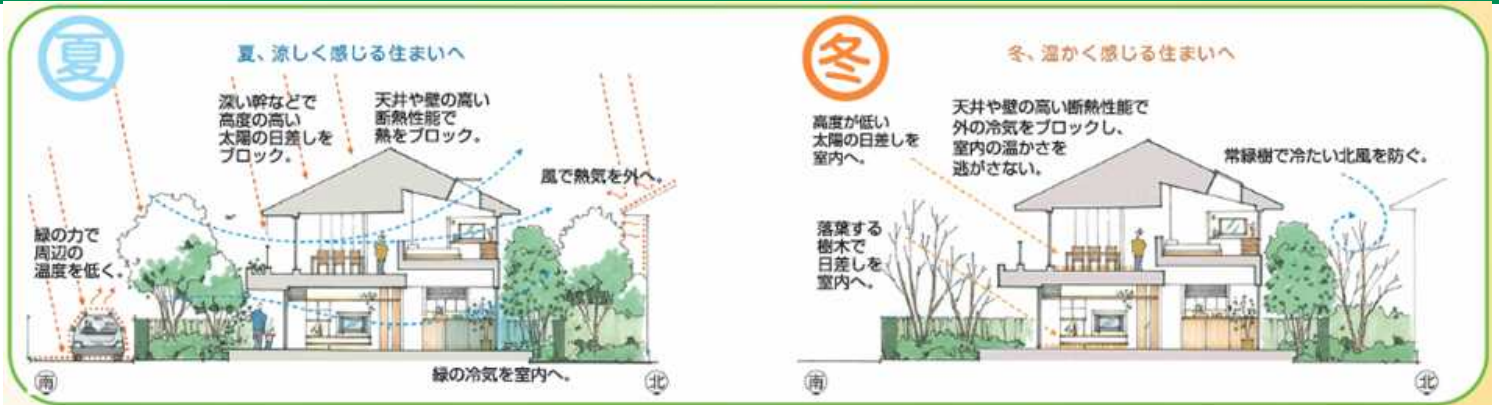 夏
夏、涼しく感じる住まいへ
深い幹などで
高度の高い
太陽の日差しを
ブロック。
天井や壁の高い
断熱性能で
熱をブロック。
風で熱気を外へ。
緑の力で
周辺の
温度を低く。
緑の冷気を室内へ。
南
北
冬
冬、温かく感じる住まいへ
高度が低い
太陽の日差しを
室内へ。
天井や壁の高い断熱性能で
外の冷気をブロックし、
室内の温かさを
逃がさない。
常緑樹で冷たい北風を防ぐ。
落葉する
樹木で
日差しを
室内へ。
南
北